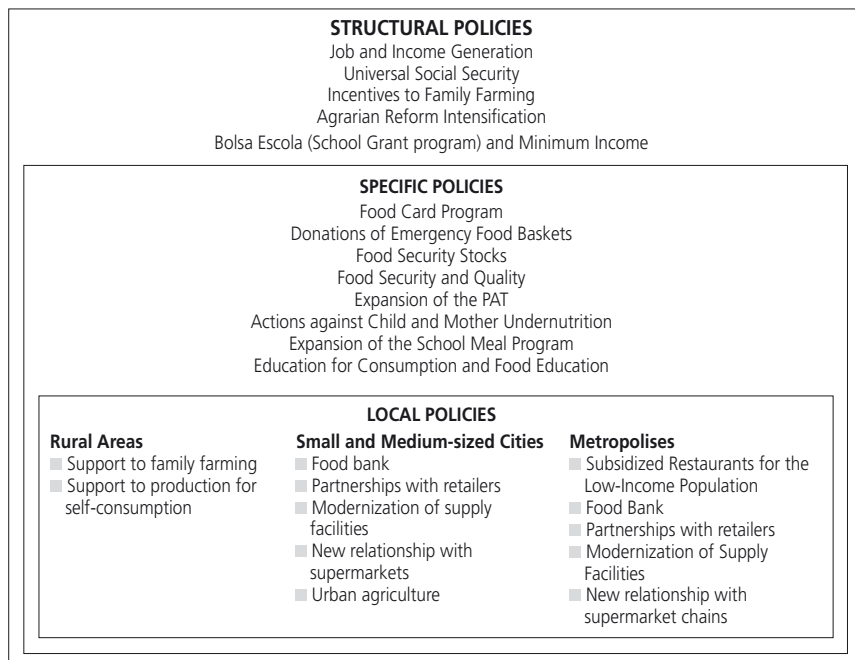 STRUCTURAL POLICIES
Job and Income Generation
Universal Social Security
Incentives to Family Farming
Agrarian Reform Intensification
Bolsa Escola (School Grant program) and Minimum Income
SPECIFIC POLICIES
Food Card Program
Donations of Emergency Food Baskets
Food Security Stocks
Food Security and Quality
Expansion of the PAT
Actions against Child and Mother Undernutrition
Expansion of the School Meal Program
Education for Consumption and Food Education
LOCAL POLICIES
Rural Areas
Support to family farming
Support to production for
self-consumption
Small and Medium-sized Cities
Food bank
Partnerships with retailers
Modernization of supply
facilities
New relationship with
supermarkets
Urban agriculture
Metropolises
Subsidized Restaurants for the
Low-Income Population
Food Bank
Partnerships with retailers
Modernization of Supply
Facilities
New relationship with
supermarket chains